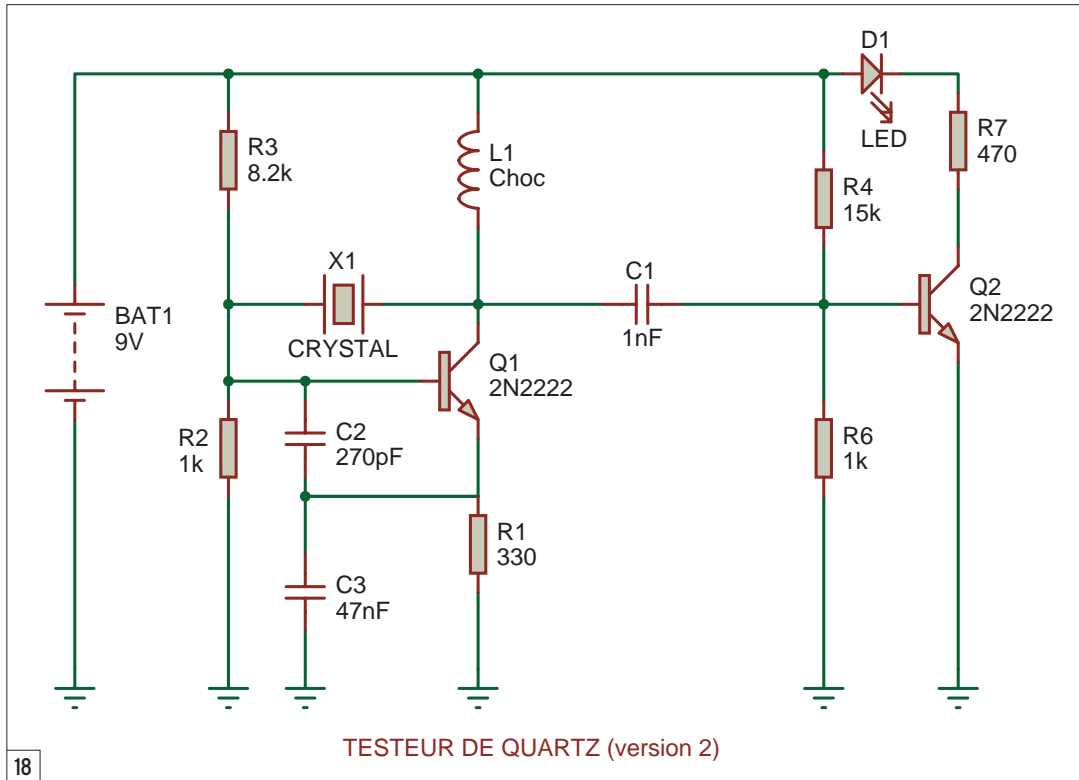 D1
LED
R3
8.2k
L1
Choc
R7
470
R4
15k
X1
CRYSTAL
C1
1nF
BAT1
9V
Q2
2N2222
Q1
2N2222
R2
1k
C2
270pF
R6
1k
R1
330
C3
47nF
TESTEUR DE QUARTZ (version 2)
18